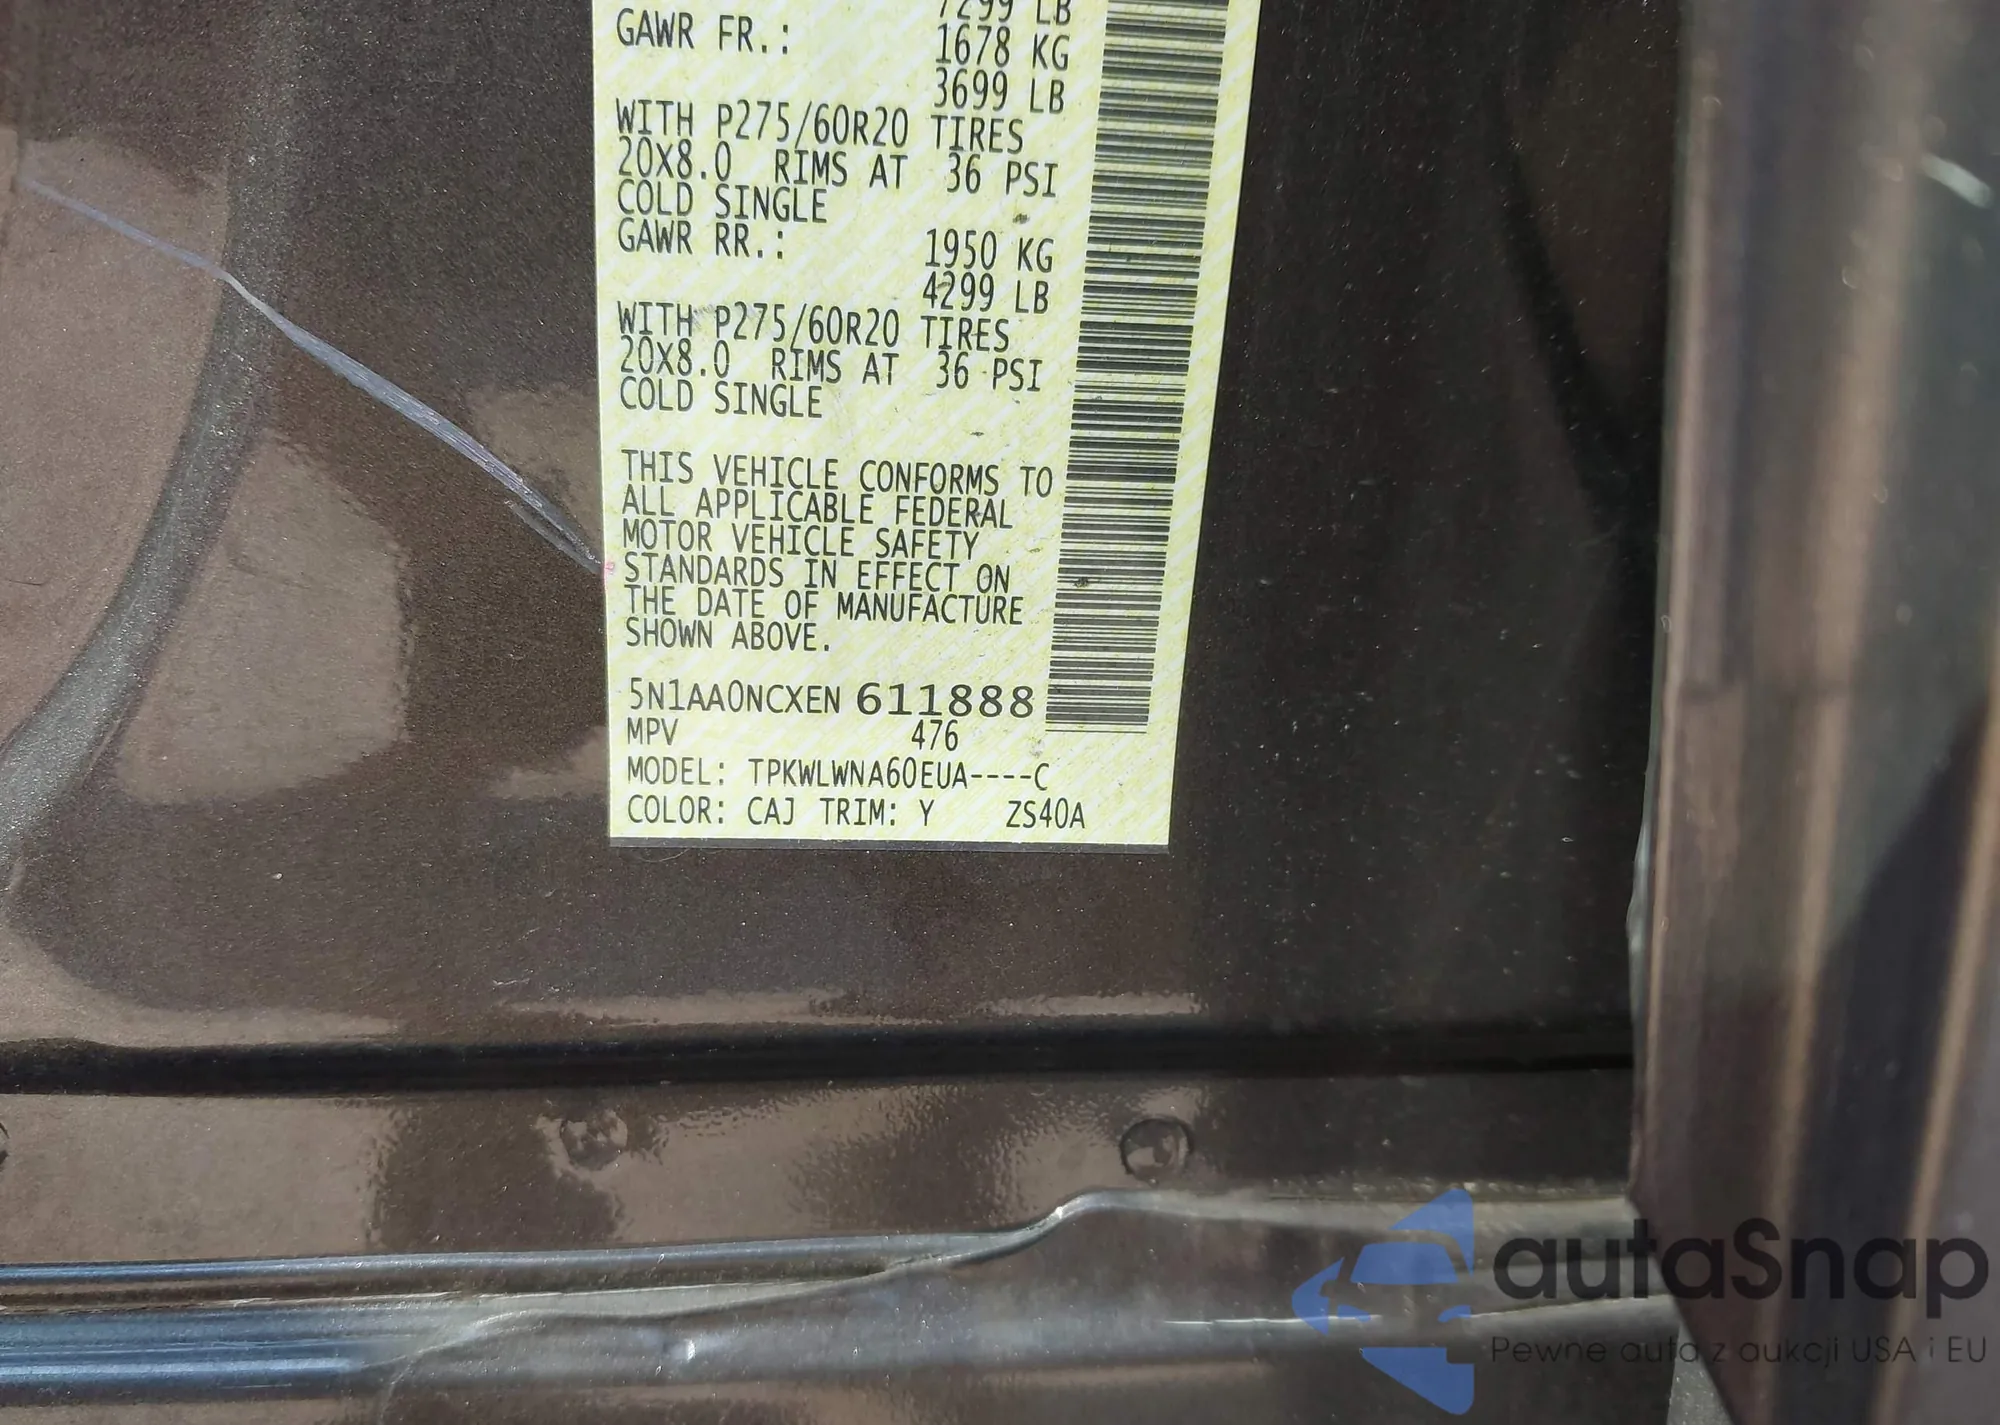 7299 LB
GAWR FR.: 1678 KG
3699 LB
WITH P275/60R20 TIRES
20X8.0 RIMS AT 36 PSI
COLD SINGLE
GAWR RR.: 1950 KG
4299 LB
WITH P275/60R20 TIRES
20X8.0 RIMS AT 36 PSI
COLD SINGLE
THIS VEHICLE CONFORMS TO
ALL APPLICABLE FEDERAL
MOTOR VEHICLE SAFETY
STANDARDS IN EFFECT ON
THE DATE OF MANUFACTURE
SHOWN ABOVE.
5N1AA0NCXEN 611888
MPV 476
MODEL: TPKWLWNA60EUA----C
COLOR: CAJ TRIM: Y ZS40A
autaSnap
Pewne auta z aukcji USA i EU